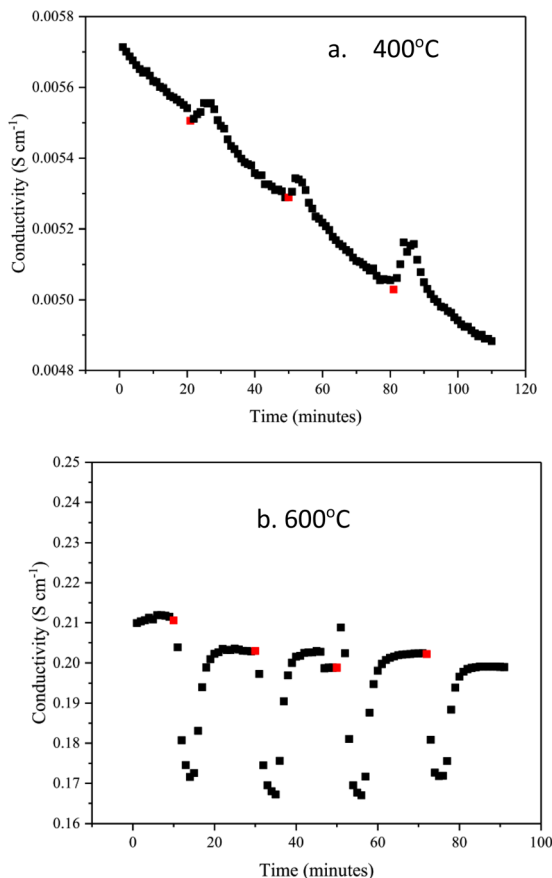 a. 400°C
0.0058
0.0056
0.0054
0.0052
0.0050
0.0048
Conductivity (S cm⁻¹)
0 20 40 60 80 100 120
Time (minutes)
b. 600°C
0.25
0.24
0.23
0.22
0.21
0.20
0.19
0.18
0.17
0.16
Conductivity (S cm⁻¹)
0 20 40 60 80 100
Time (minutes)